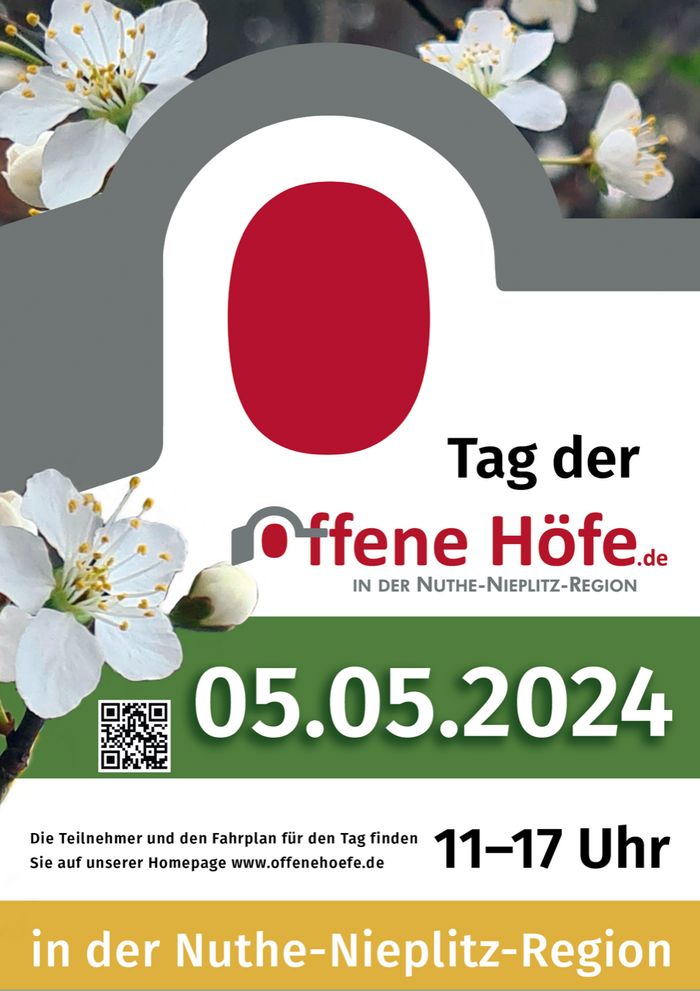 Tag der
Offene Höfe.de
IN DER NUTHE-NIEPLITZ-REGION
05.05.2024
Die Teilnehmer und den Fahrplan für den Tag finden
Sie auf unserer Homepage www.offenehoefe.de
11–17 Uhr
in der Nuthe-Nieplitz-Region